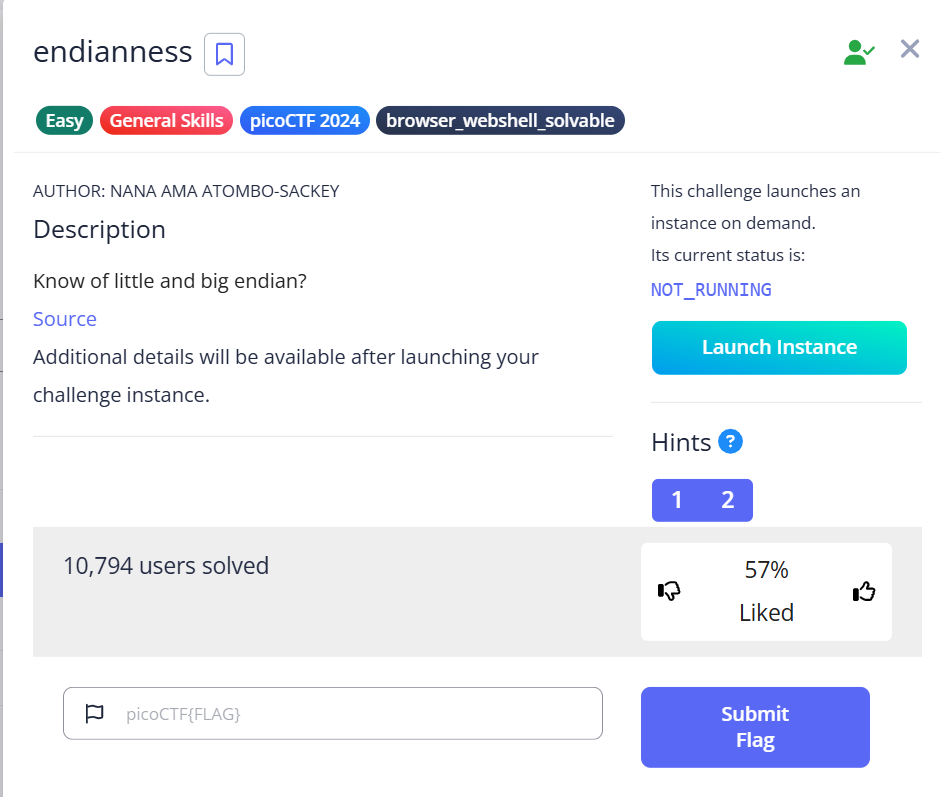 endianness
Easy General Skills picoCTF 2024 browser_webshell_solvable
AUTHOR: NANA AMA ATOMBO-SACKEY
Description
Know of little and big endian?
Source
Additional details will be available after launching your
challenge instance.
This challenge launches an
instance on demand.
Its current status is:
NOT_RUNNING
Launch Instance
Hints ?
1 2
10,794 users solved
57%
Liked
picoCTF{FLAG}
Submit
Flag